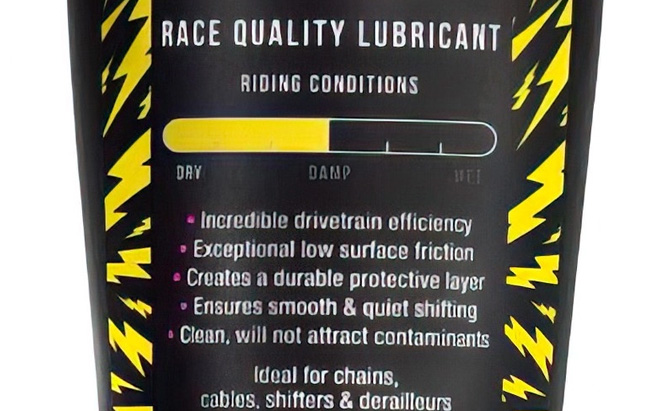 RACE QUALITY LUBRICANT
RIDING CONDITIONS
DRY DAMP WET
• Incredible drivetrain efficiency
• Exceptional low surface friction
• Creates a durable protective layer
• Ensures smooth & quiet shifting
• Clean, will not attract contaminants
Ideal for chains,
cables, shifters & derailleurs